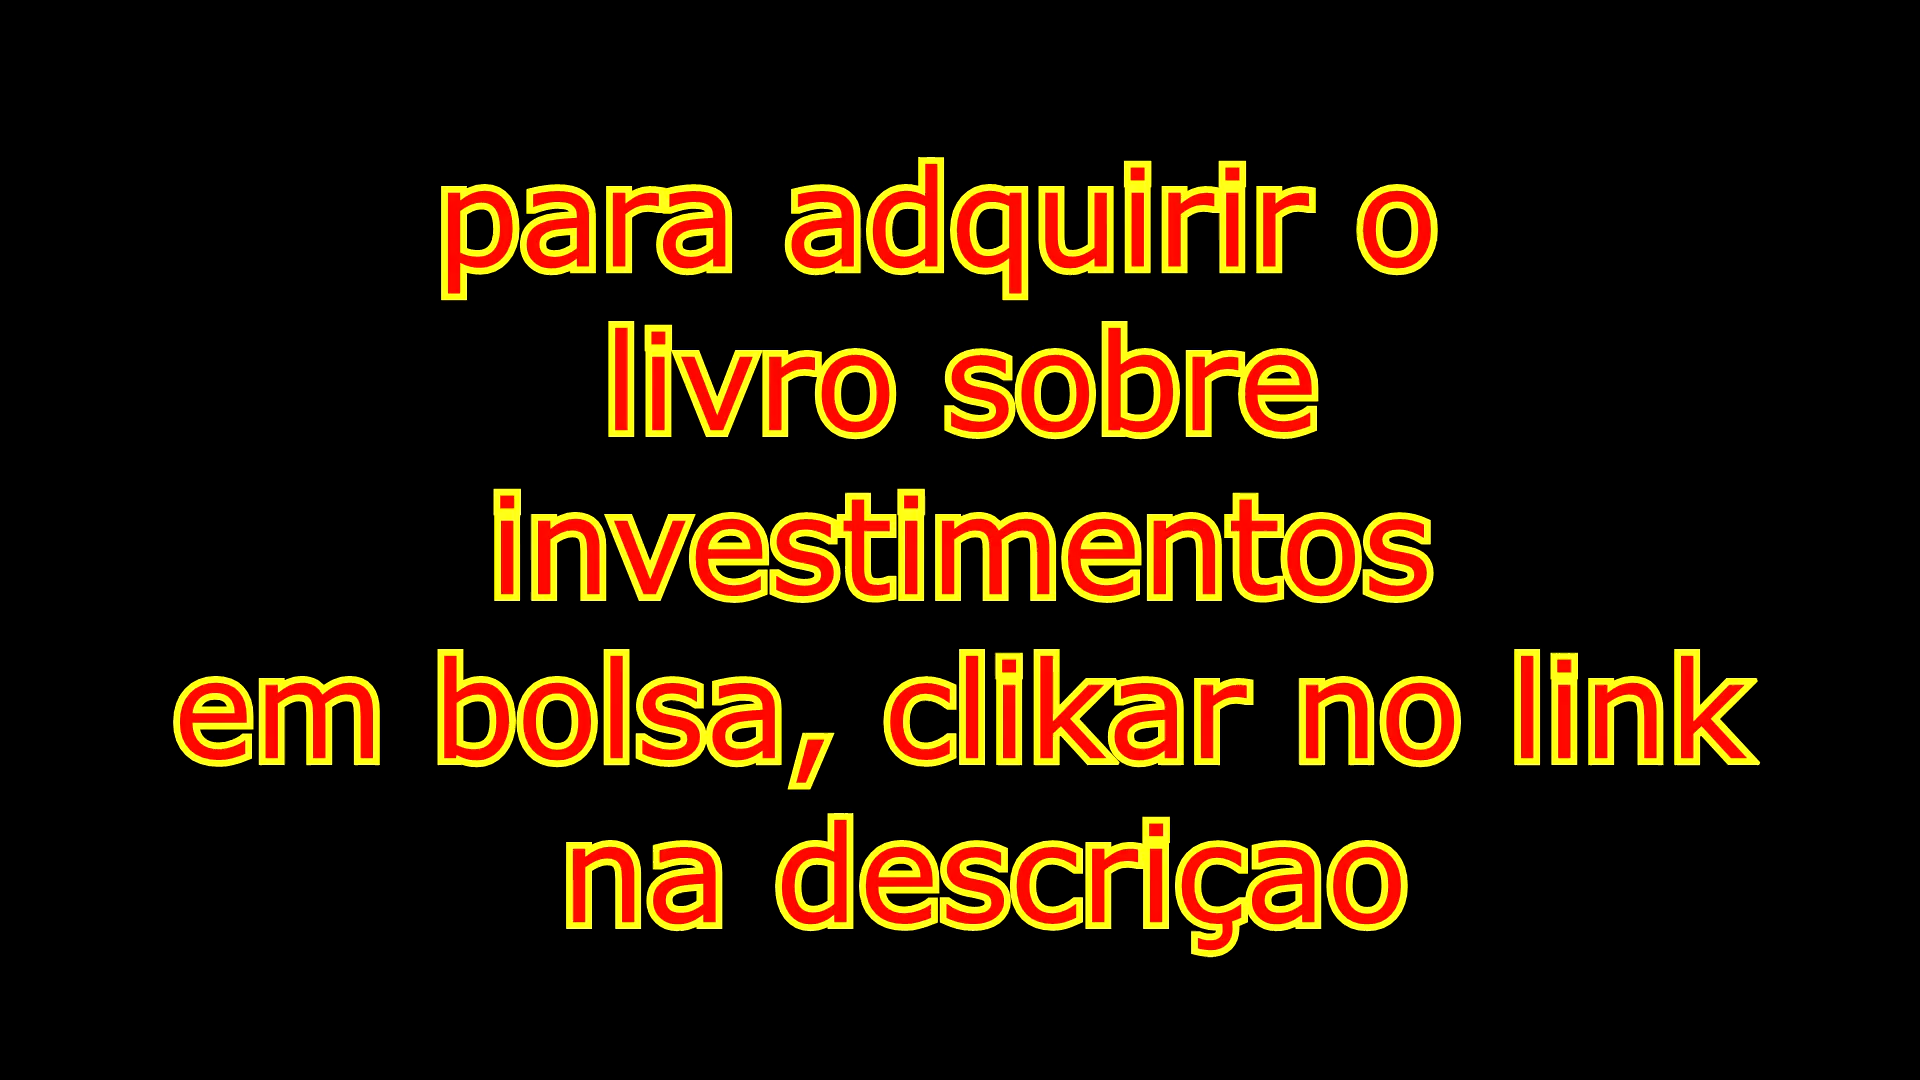 para adquirir o
livro sobre
investimentos
em bolsa, clikar no link
na descriçao